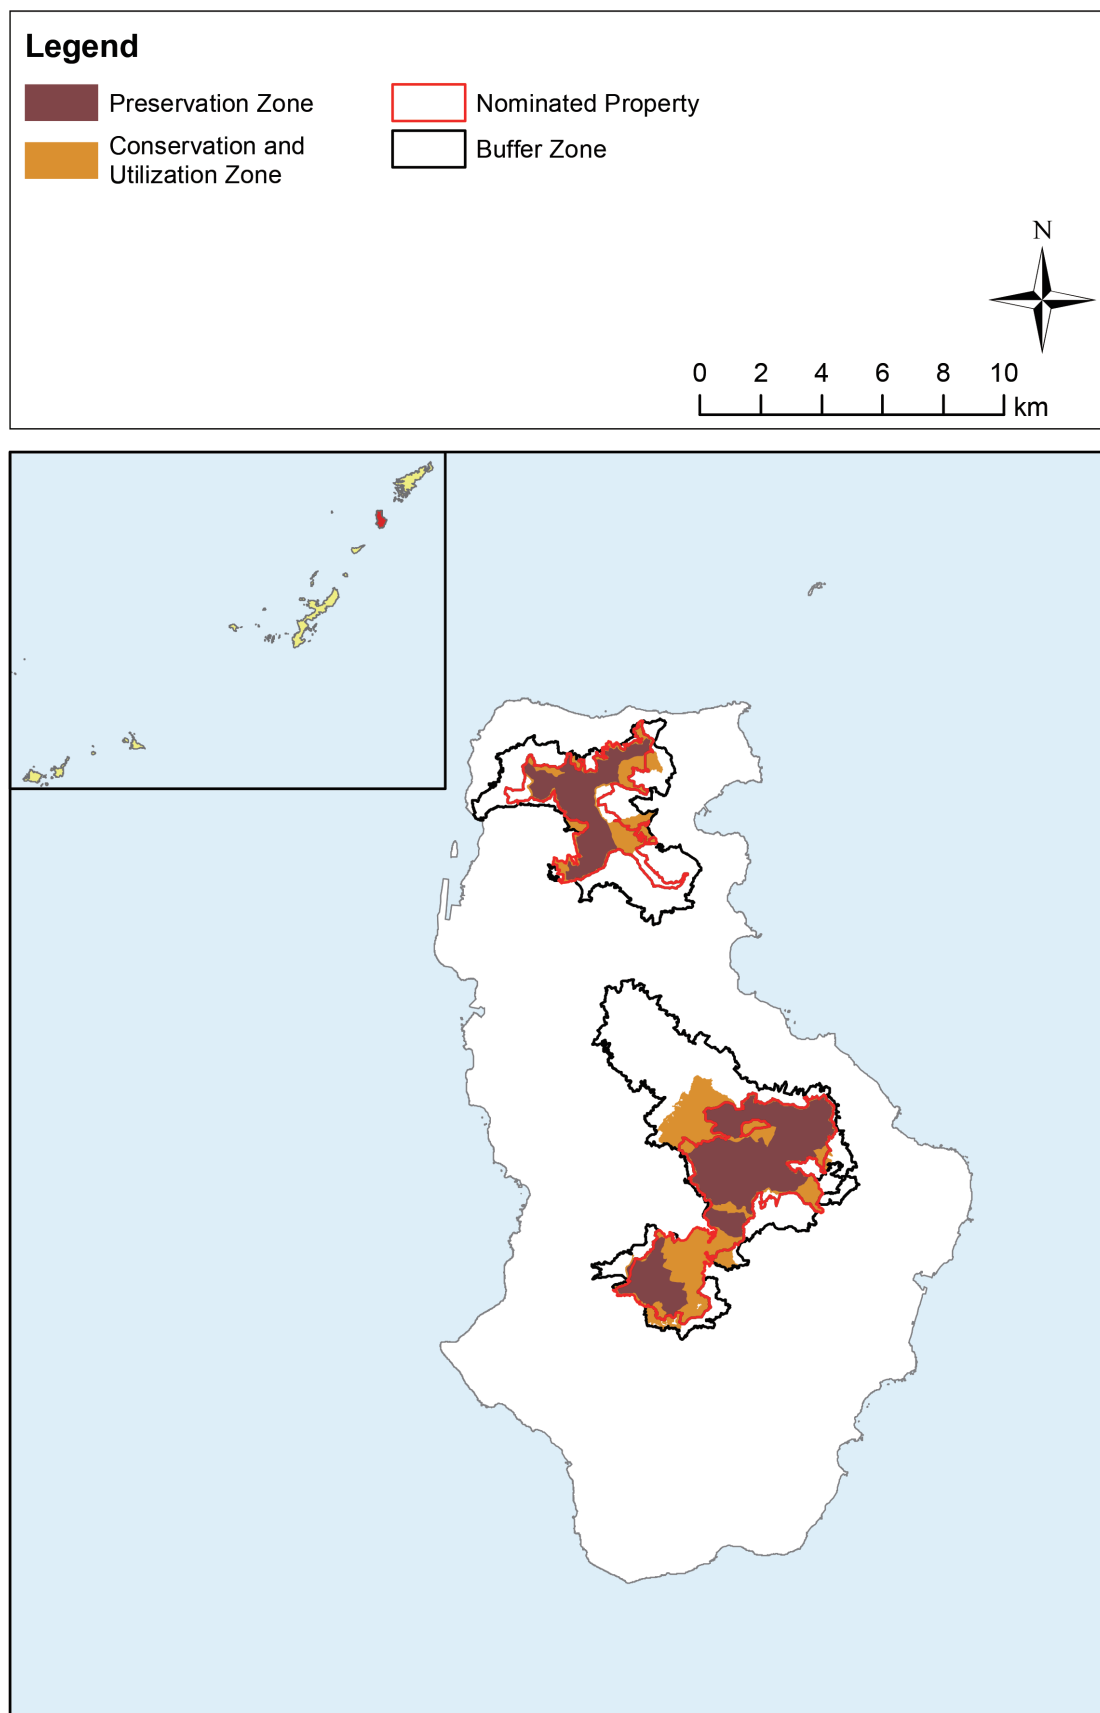 Legend
Preservation Zone
Conservation and
Utilization Zone
Nominated Property
Buffer Zone
N
0 2 4 6 8 10
km